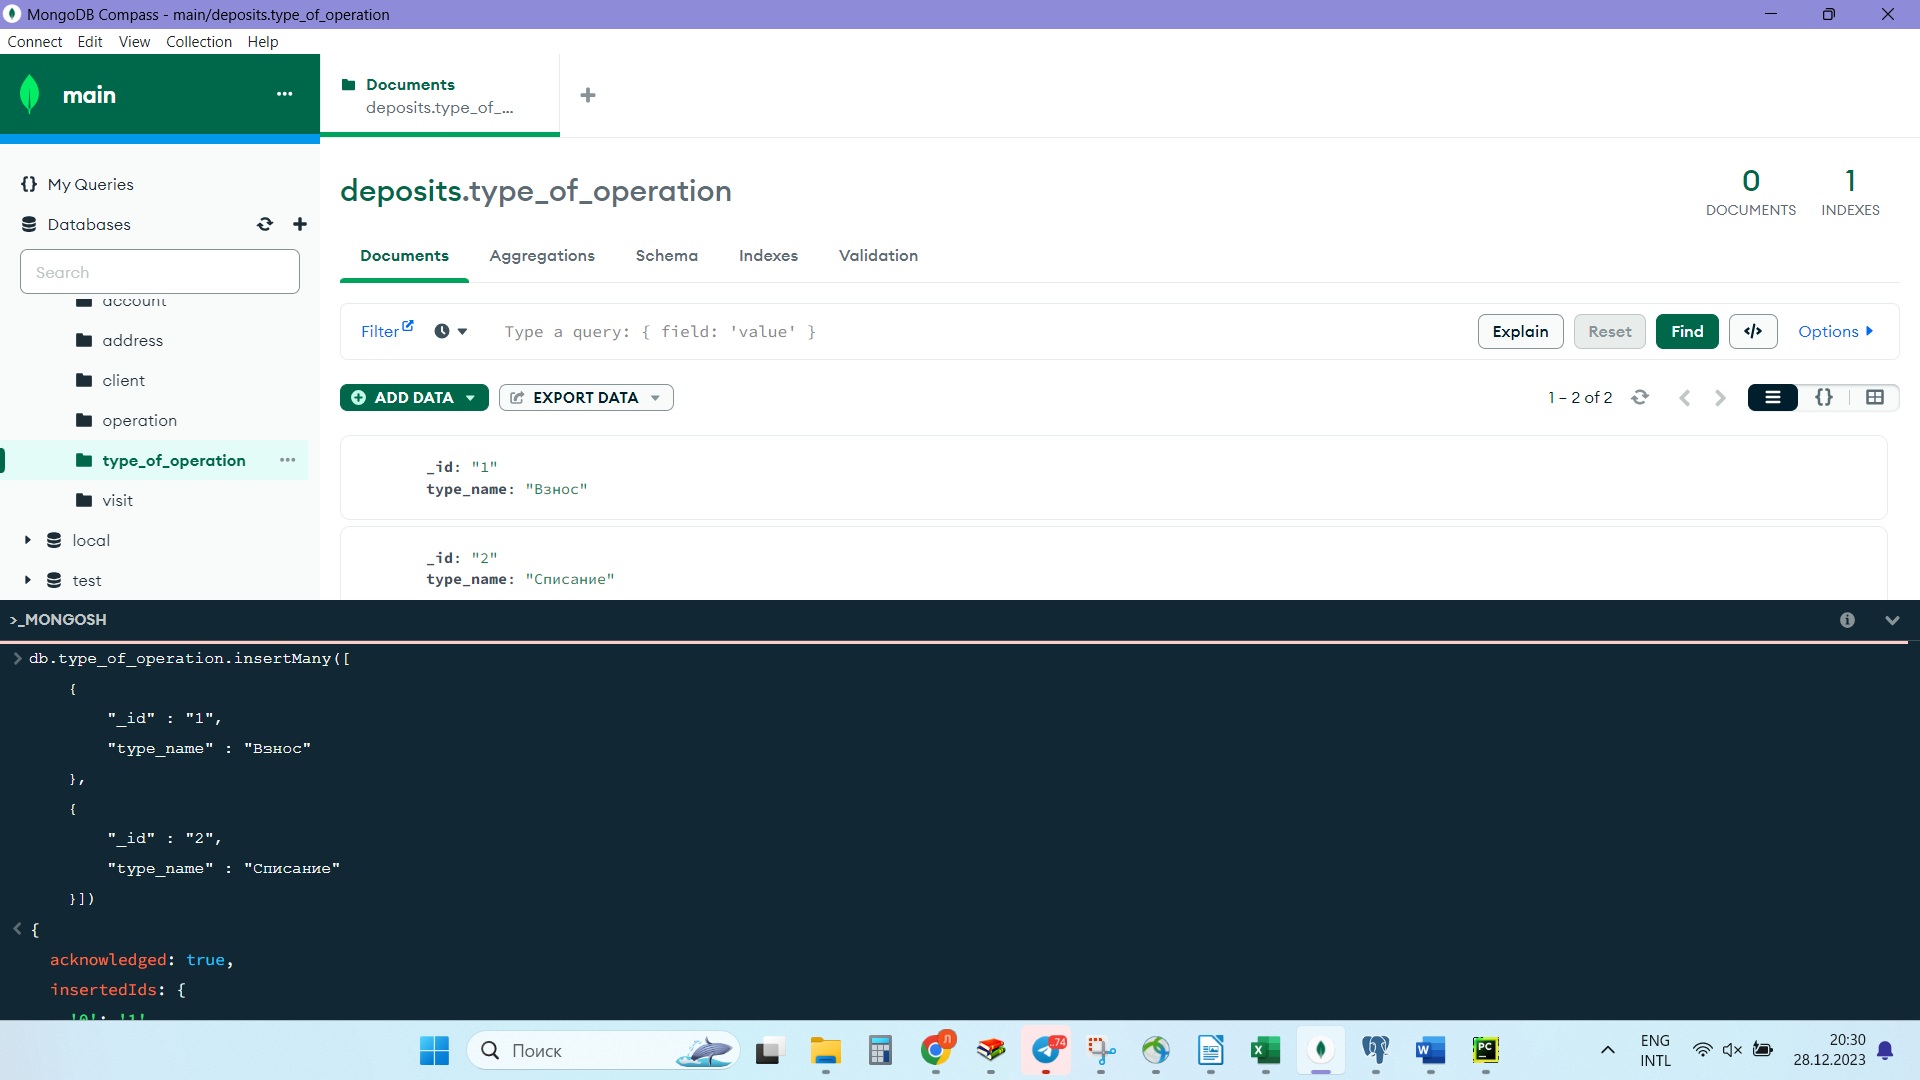 MongoDB Compass - main/deposits.type_of_operation
Connect Edit View Collection Help
main
Documents
deposits.type_of_...
My Queries
Databases
Search
account
address
client
operation
type_of_operation
visit
local
test
deposits.type_of_operation
0
DOCUMENTS
1
INDEXES
Documents Aggregations Schema Indexes Validation
Filter
Type a query: { field: 'value' }
Explain Reset Find </> Options
ADD DATA EXPORT DATA
1 – 2 of 2
{}
_id: "1"
type_name: "Взнос"
_id: "2"
type_name: "Списание"
>_MONGOSH
db.type_of_operation.insertMany([
{
"_id" : "1",
"type_name" : "Взнос"
},
{
"_id" : "2",
"type_name" : "Списание"
}])
{
acknowledged: true,
insertedIds: {
'0': '1'
Поиск
Л
..74
X
W
PC
ENG
INTL
20:30
28.12.2023